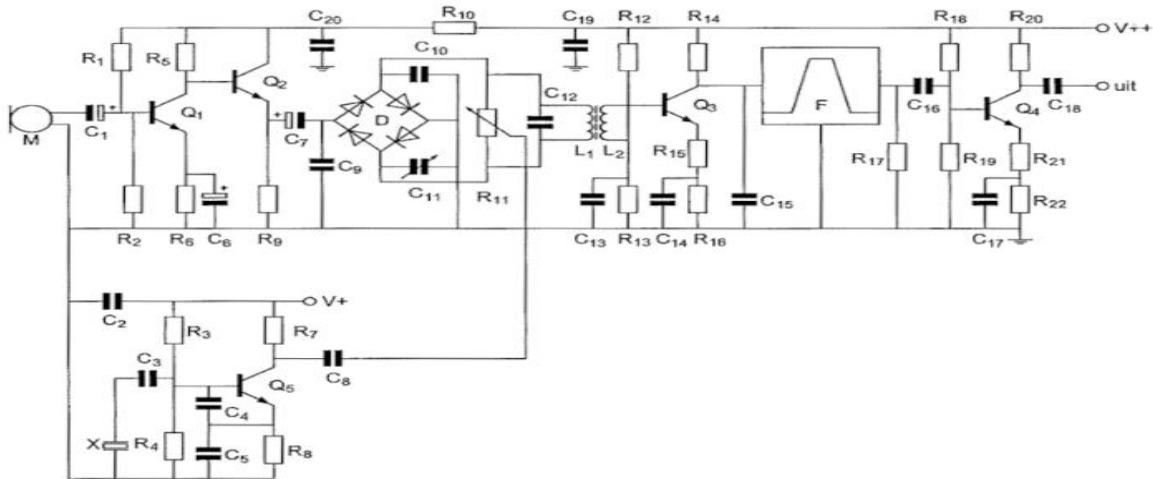 C20 R10 C19 R12 R14 R18 R20 V++
R1 R5 C10
Q2 C12 F C16 uit
M C1 + Q1 + C7 D Q3 Q4 C18
C9 L1 L2 R15 R17 R19 R21
C11 R11 C15 R22
+
R2 R6 C6 R9 C13 R13 C14 R16 C17
V+
C2 R3 R7
C3 C8
Q5
C4
X R4 C5 R8